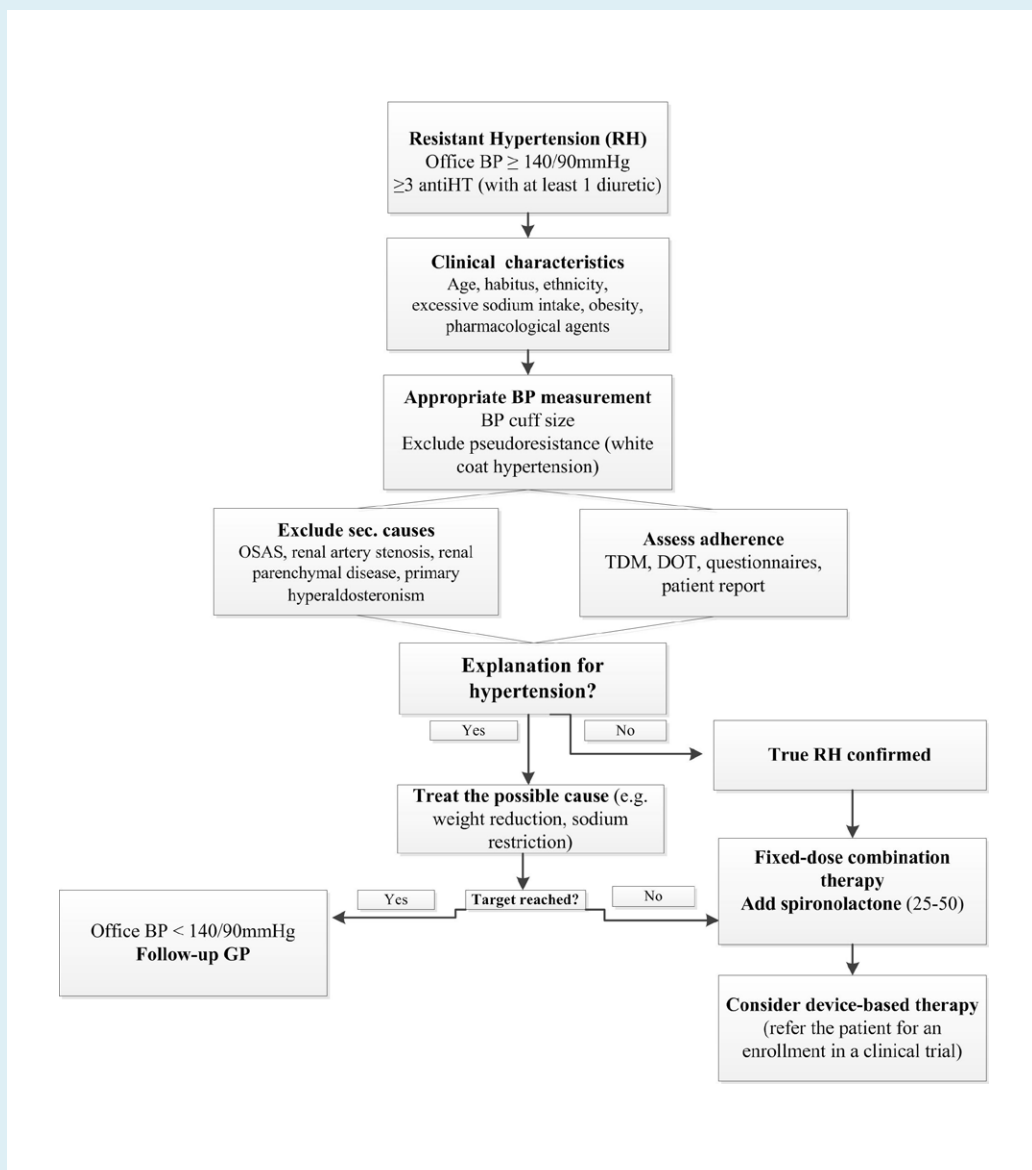 Resistant Hypertension (RH)
Office BP ≥ 140/90mmHg
≥3 antiHT (with at least 1 diuretic)
Clinical characteristics
Age, habitus, ethnicity,
excessive sodium intake, obesity,
pharmacological agents
Appropriate BP measurement
BP cuff size
Exclude pseudoresistance (white
coat hypertension)
Exclude sec. causes
OSAS, renal artery stenosis, renal
parenchymal disease, primary
hyperaldosteronism
Assess adherence
TDM, DOT, questionnaires,
patient report
Explanation for
hypertension?
Yes
No
True RH confirmed
Treat the possible cause (e.g.
weight reduction, sodium
restriction)
Fixed-dose combination
therapy
Add spironolactone (25-50)
Yes
Target reached?
No
Office BP < 140/90mmHg
Follow-up GP
Consider device-based therapy
(refer the patient for an
enrollment in a clinical trial)